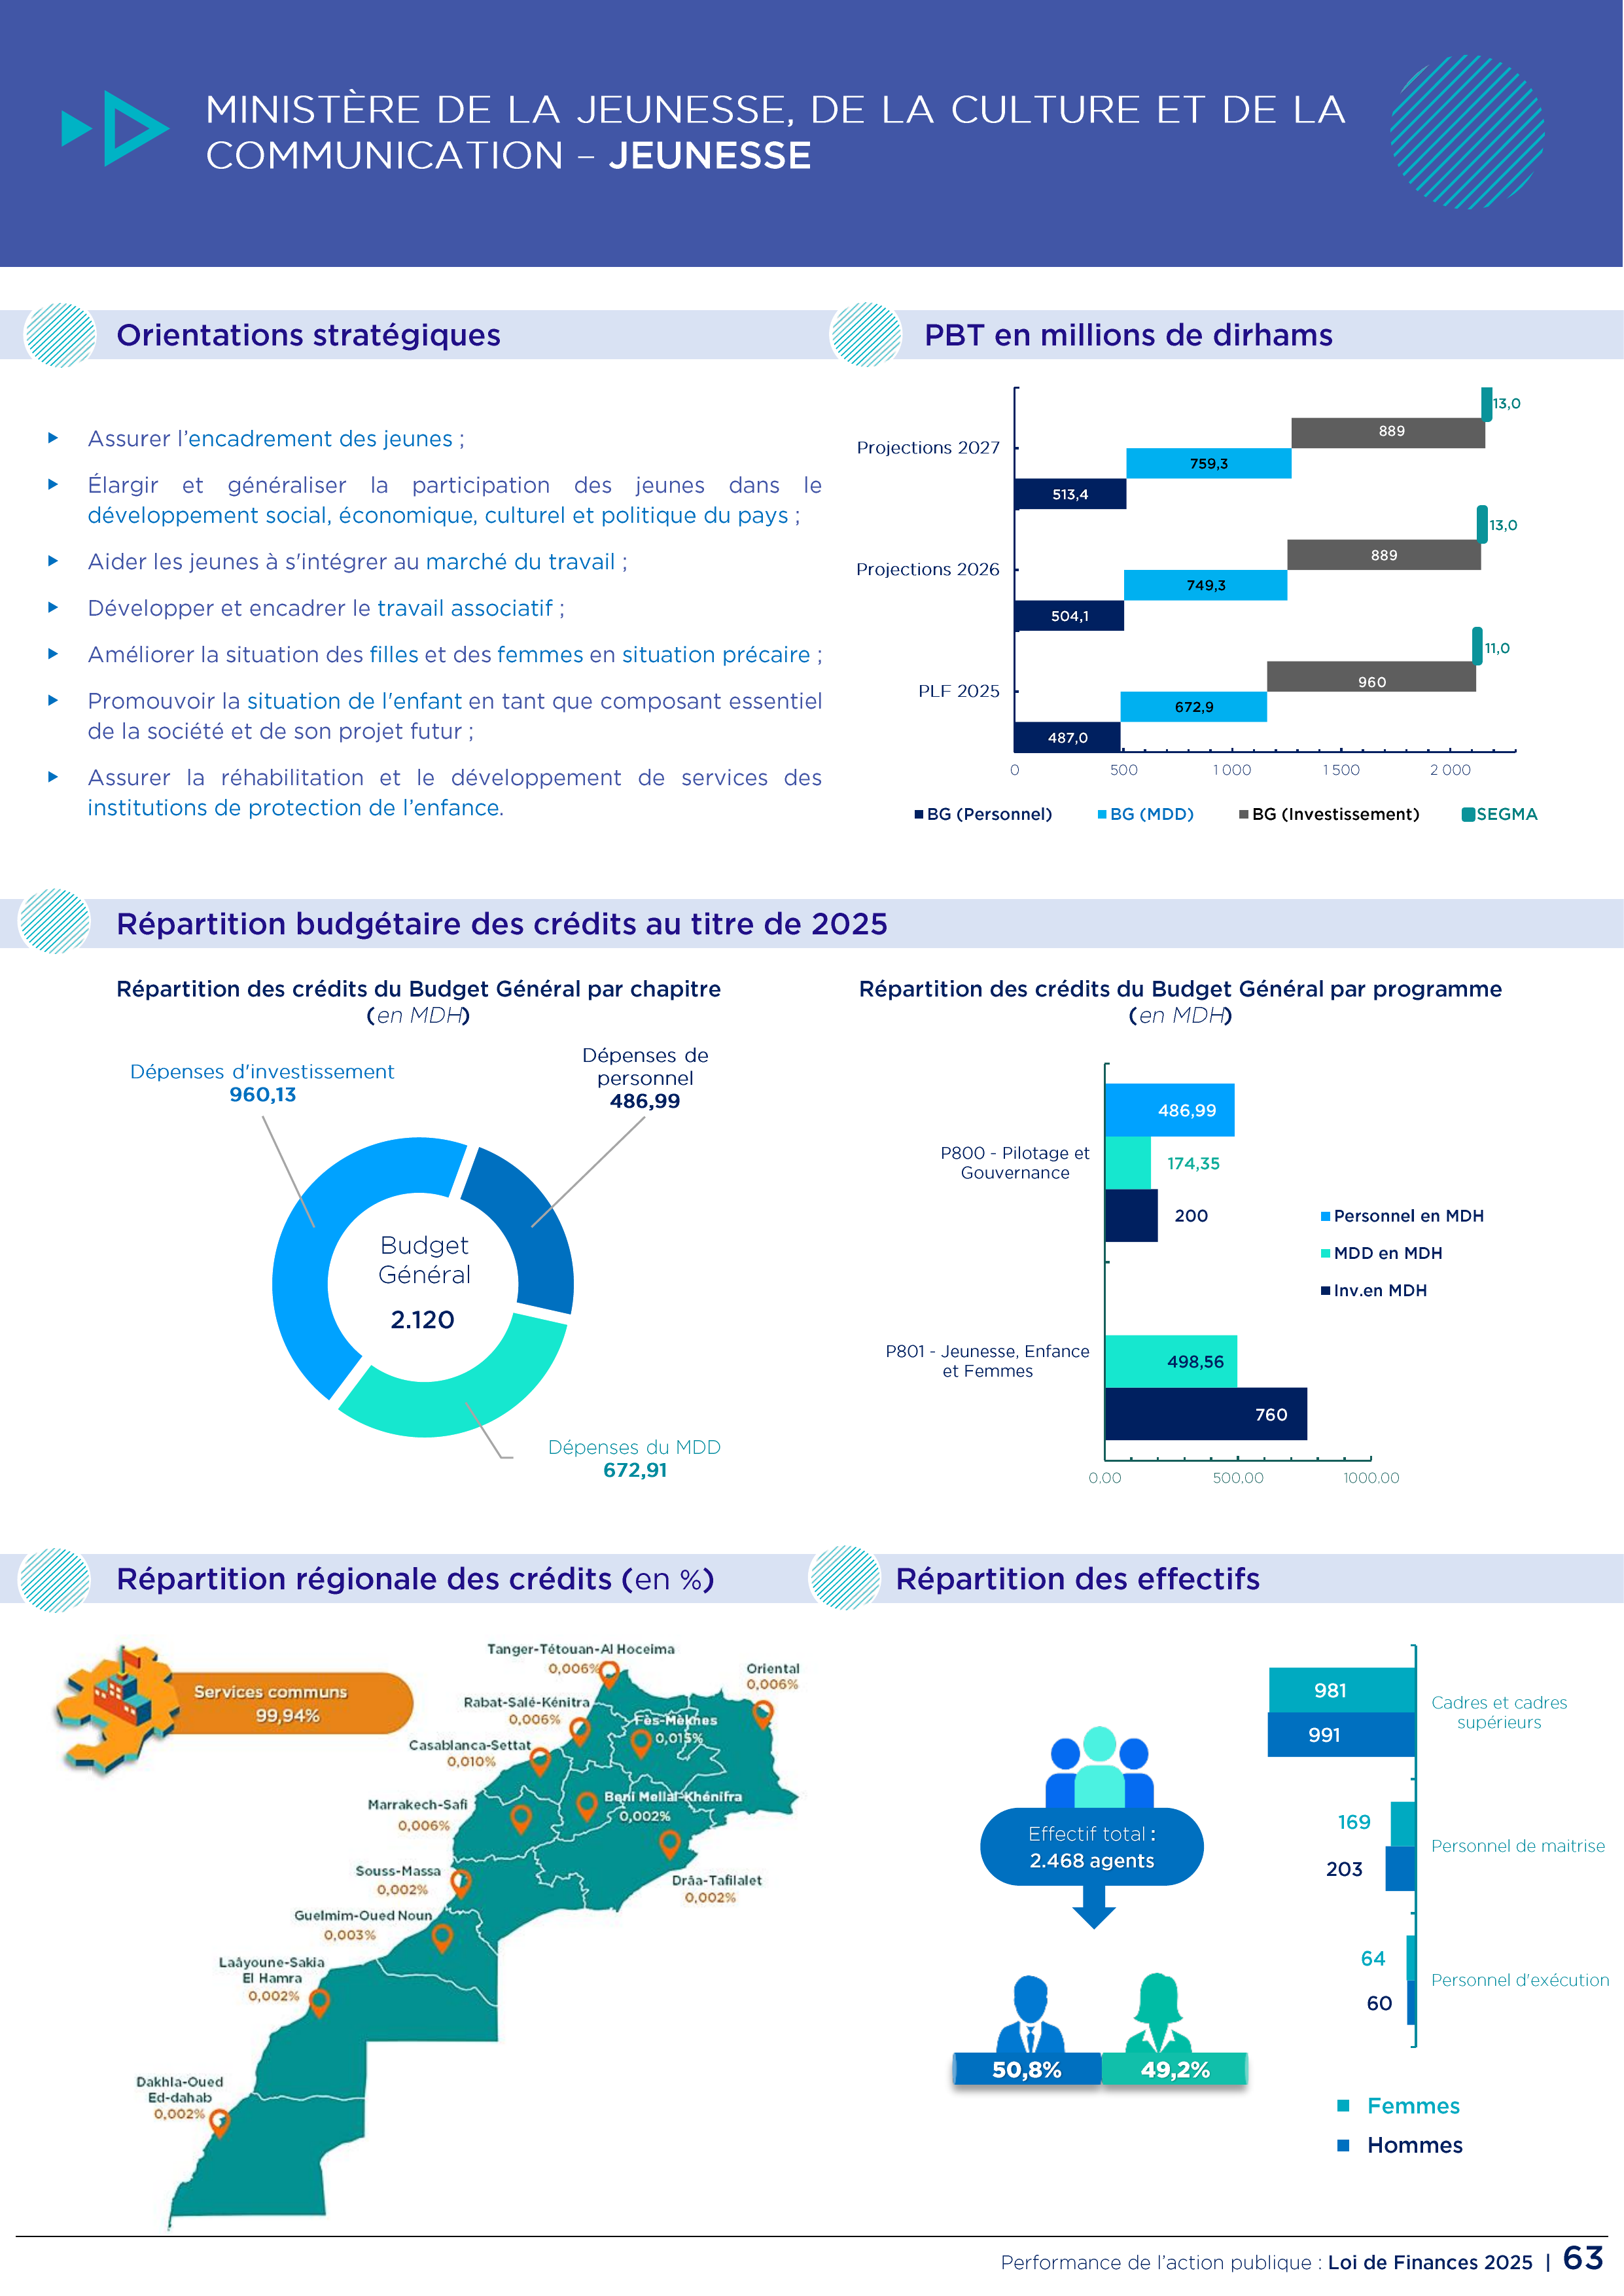 MINISTÈRE DE LA JEUNESSE, DE LA CULTURE ET DE LA
COMMUNICATION – JEUNESSE
Orientations stratégiques
Assurer l’encadrement des jeunes ;
Élargir et généraliser la participation des jeunes dans le
développement social, économique, culturel et politique du pays ;
Aider les jeunes à s'intégrer au marché du travail ;
Développer et encadrer le travail associatif ;
Améliorer la situation des filles et des femmes en situation précaire ;
Promouvoir la situation de l'enfant en tant que composant essentiel
de la société et de son projet futur ;
Assurer la réhabilitation et le développement de services des
institutions de protection de l’enfance.
PBT en millions de dirhams
13,0
889
Projections 2027
759,3
513,4
13,0
889
Projections 2026
749,3
504,1
11,0
960
PLF 2025
672,9
487,0
0 500 1 000 1 500 2 000
BG (Personnel) BG (MDD) BG (Investissement) SEGMA
Répartition budgétaire des crédits au titre de 2025
Répartition des crédits du Budget Général par chapitre
(en MDH)
Dépenses d'investissement
960,13
Dépenses de
personnel
486,99
Budget
Général
2.120
Dépenses du MDD
672,91
Répartition des crédits du Budget Général par programme
(en MDH)
486,99
P800 - Pilotage et
Gouvernance
174,35
200
Personnel en MDH
MDD en MDH
Inv.en MDH
P801 - Jeunesse, Enfance
et Femmes
498,56
760
0.00 500.00 1000.00
Répartition régionale des crédits (en %)
Services communs
99,94%
Tanger-Tétouan-Al Hoceima
0,006%
Oriental
0,006%
Rabat-Salé-Kénitra
0,006%
Fès-Mèknes
0,015%
Casablanca-Settat
0,010%
Beni Mellal-Khénifra
0,002%
Marrakech-Safi
0,006%
Souss-Massa
0,002%
Drâa-Tafilalet
0,002%
Guelmim-Oued Noun
0,003%
Laâyoune-Sakia
El Hamra
0,002%
Dakhla-Oued
Ed-dahab
0,002%
Répartition des effectifs
Effectif total :
2.468 agents
50,8% 49,2%
981
991
Cadres et cadres
supérieurs
169
203
Personnel de maitrise
64
60
Personnel d'exécution
Femmes
Hommes
Performance de l’action publique : Loi de Finances 2025 | 63